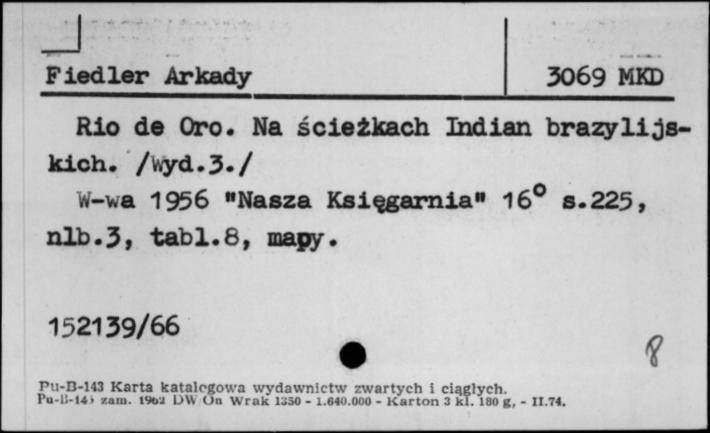 Fiedler Arkady 3069 MKD
Rio de Oro. Na ścieżkach Indian brazylijs-
kich. /Wyd.3./
W-wa 1956 "Nasza Księgarnia" 16° s.225,
nlb.3, tabl.8, mapy.
152139/66
8
Pu-B-143 Karta katalogowa wydawnictw zwartych i ciągłych.
Pu-B-143 zam. 1962 DW On Wrak 1350 - 1.640.000 - Karton 3 kl. 180 g, - II.74.